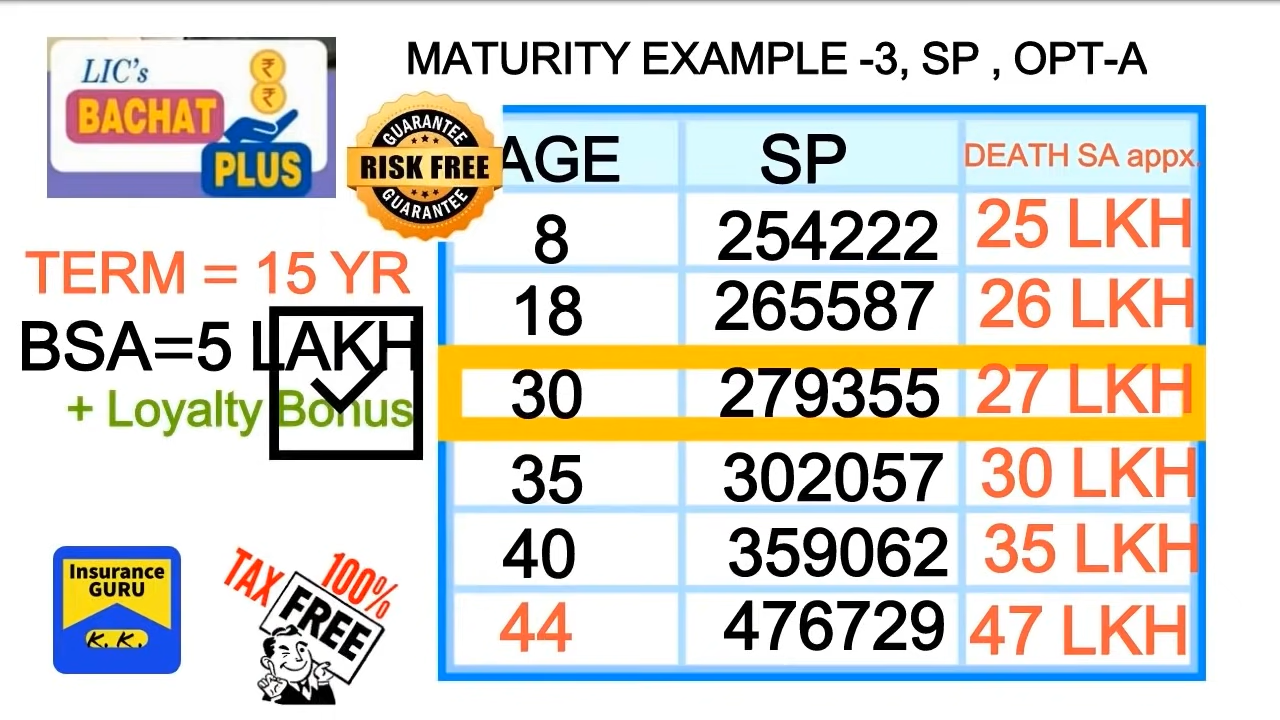 MATURITY EXAMPLE -3, SP , OPT-A
LIC's
BACHAT
PLUS
GUARANTEE
RISK FREE
GUARANTEE
TERM = 15 YR
BSA=5 LAKH
+ Loyalty Bonus
AGE SP DEATH SA appx.
8 254222 25 LKH
18 265587 26 LKH
30 279355 27 LKH
35 302057 30 LKH
40 359062 35 LKH
44 476729 47 LKH
Insurance
GURU
K. K.
TAX 100%
FREE